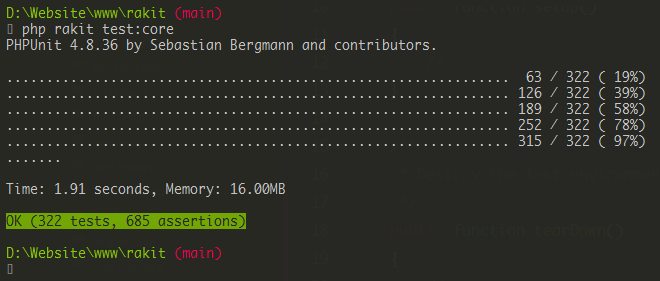 D:\Website\www\rakit (main)
▯ php rakit test:core
PHPUnit 4.8.36 by Sebastian Bergmann and contributors.
...............................................................  63 / 322 ( 19%)
............................................................... 126 / 322 ( 39%)
............................................................... 189 / 322 ( 58%)
............................................................... 252 / 322 ( 78%)
............................................................... 315 / 322 ( 97%)
.......
Time: 1.91 seconds, Memory: 16.00MB
OK (322 tests, 685 assertions)
D:\Website\www\rakit (main)
▯